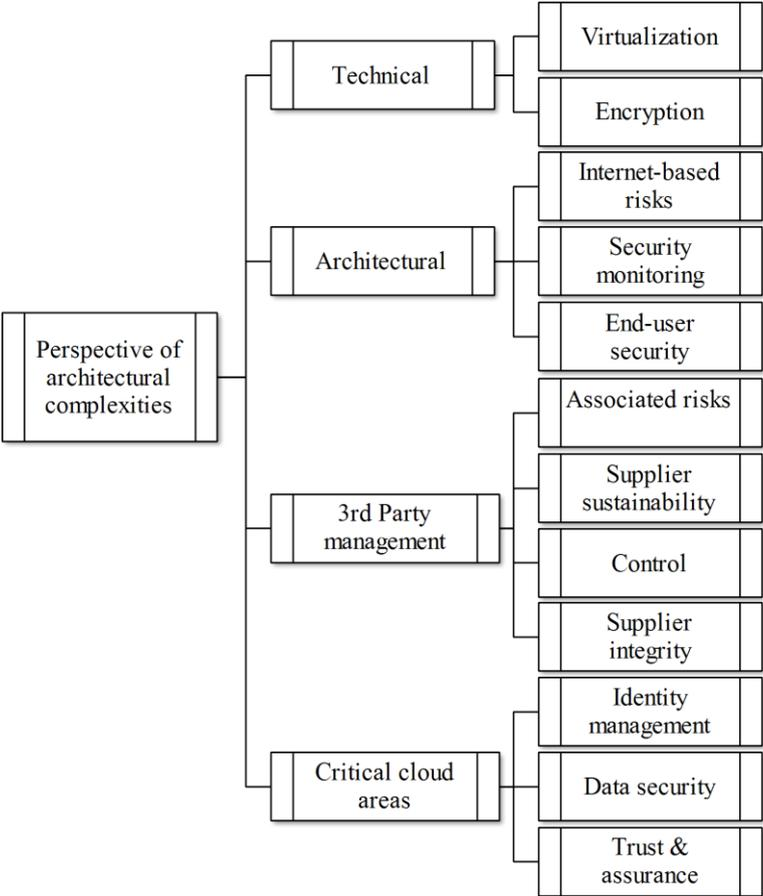 Perspective of
architectural
complexities
Technical
Virtualization
Encryption
Architectural
Internet-based
risks
Security
monitoring
End-user
security
3rd Party
management
Associated risks
Supplier
sustainability
Control
Supplier
integrity
Critical cloud
areas
Identity
management
Data security
Trust &
assurance